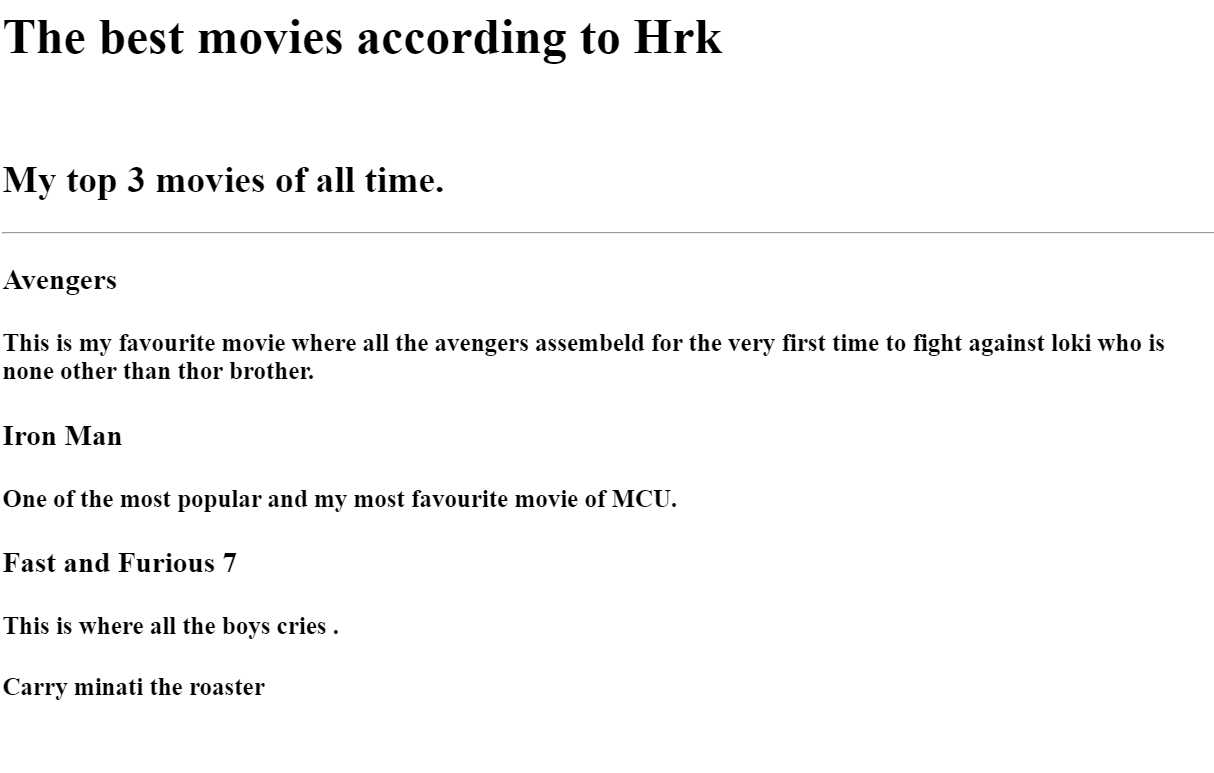 The best movies according to Hrk
My top 3 movies of all time.
Avengers
This is my favourite movie where all the avengers assembeld for the very first time to fight against loki who is
none other than thor brother.
Iron Man
One of the most popular and my most favourite movie of MCU.
Fast and Furious 7
This is where all the boys cries .
Carry minati the roaster